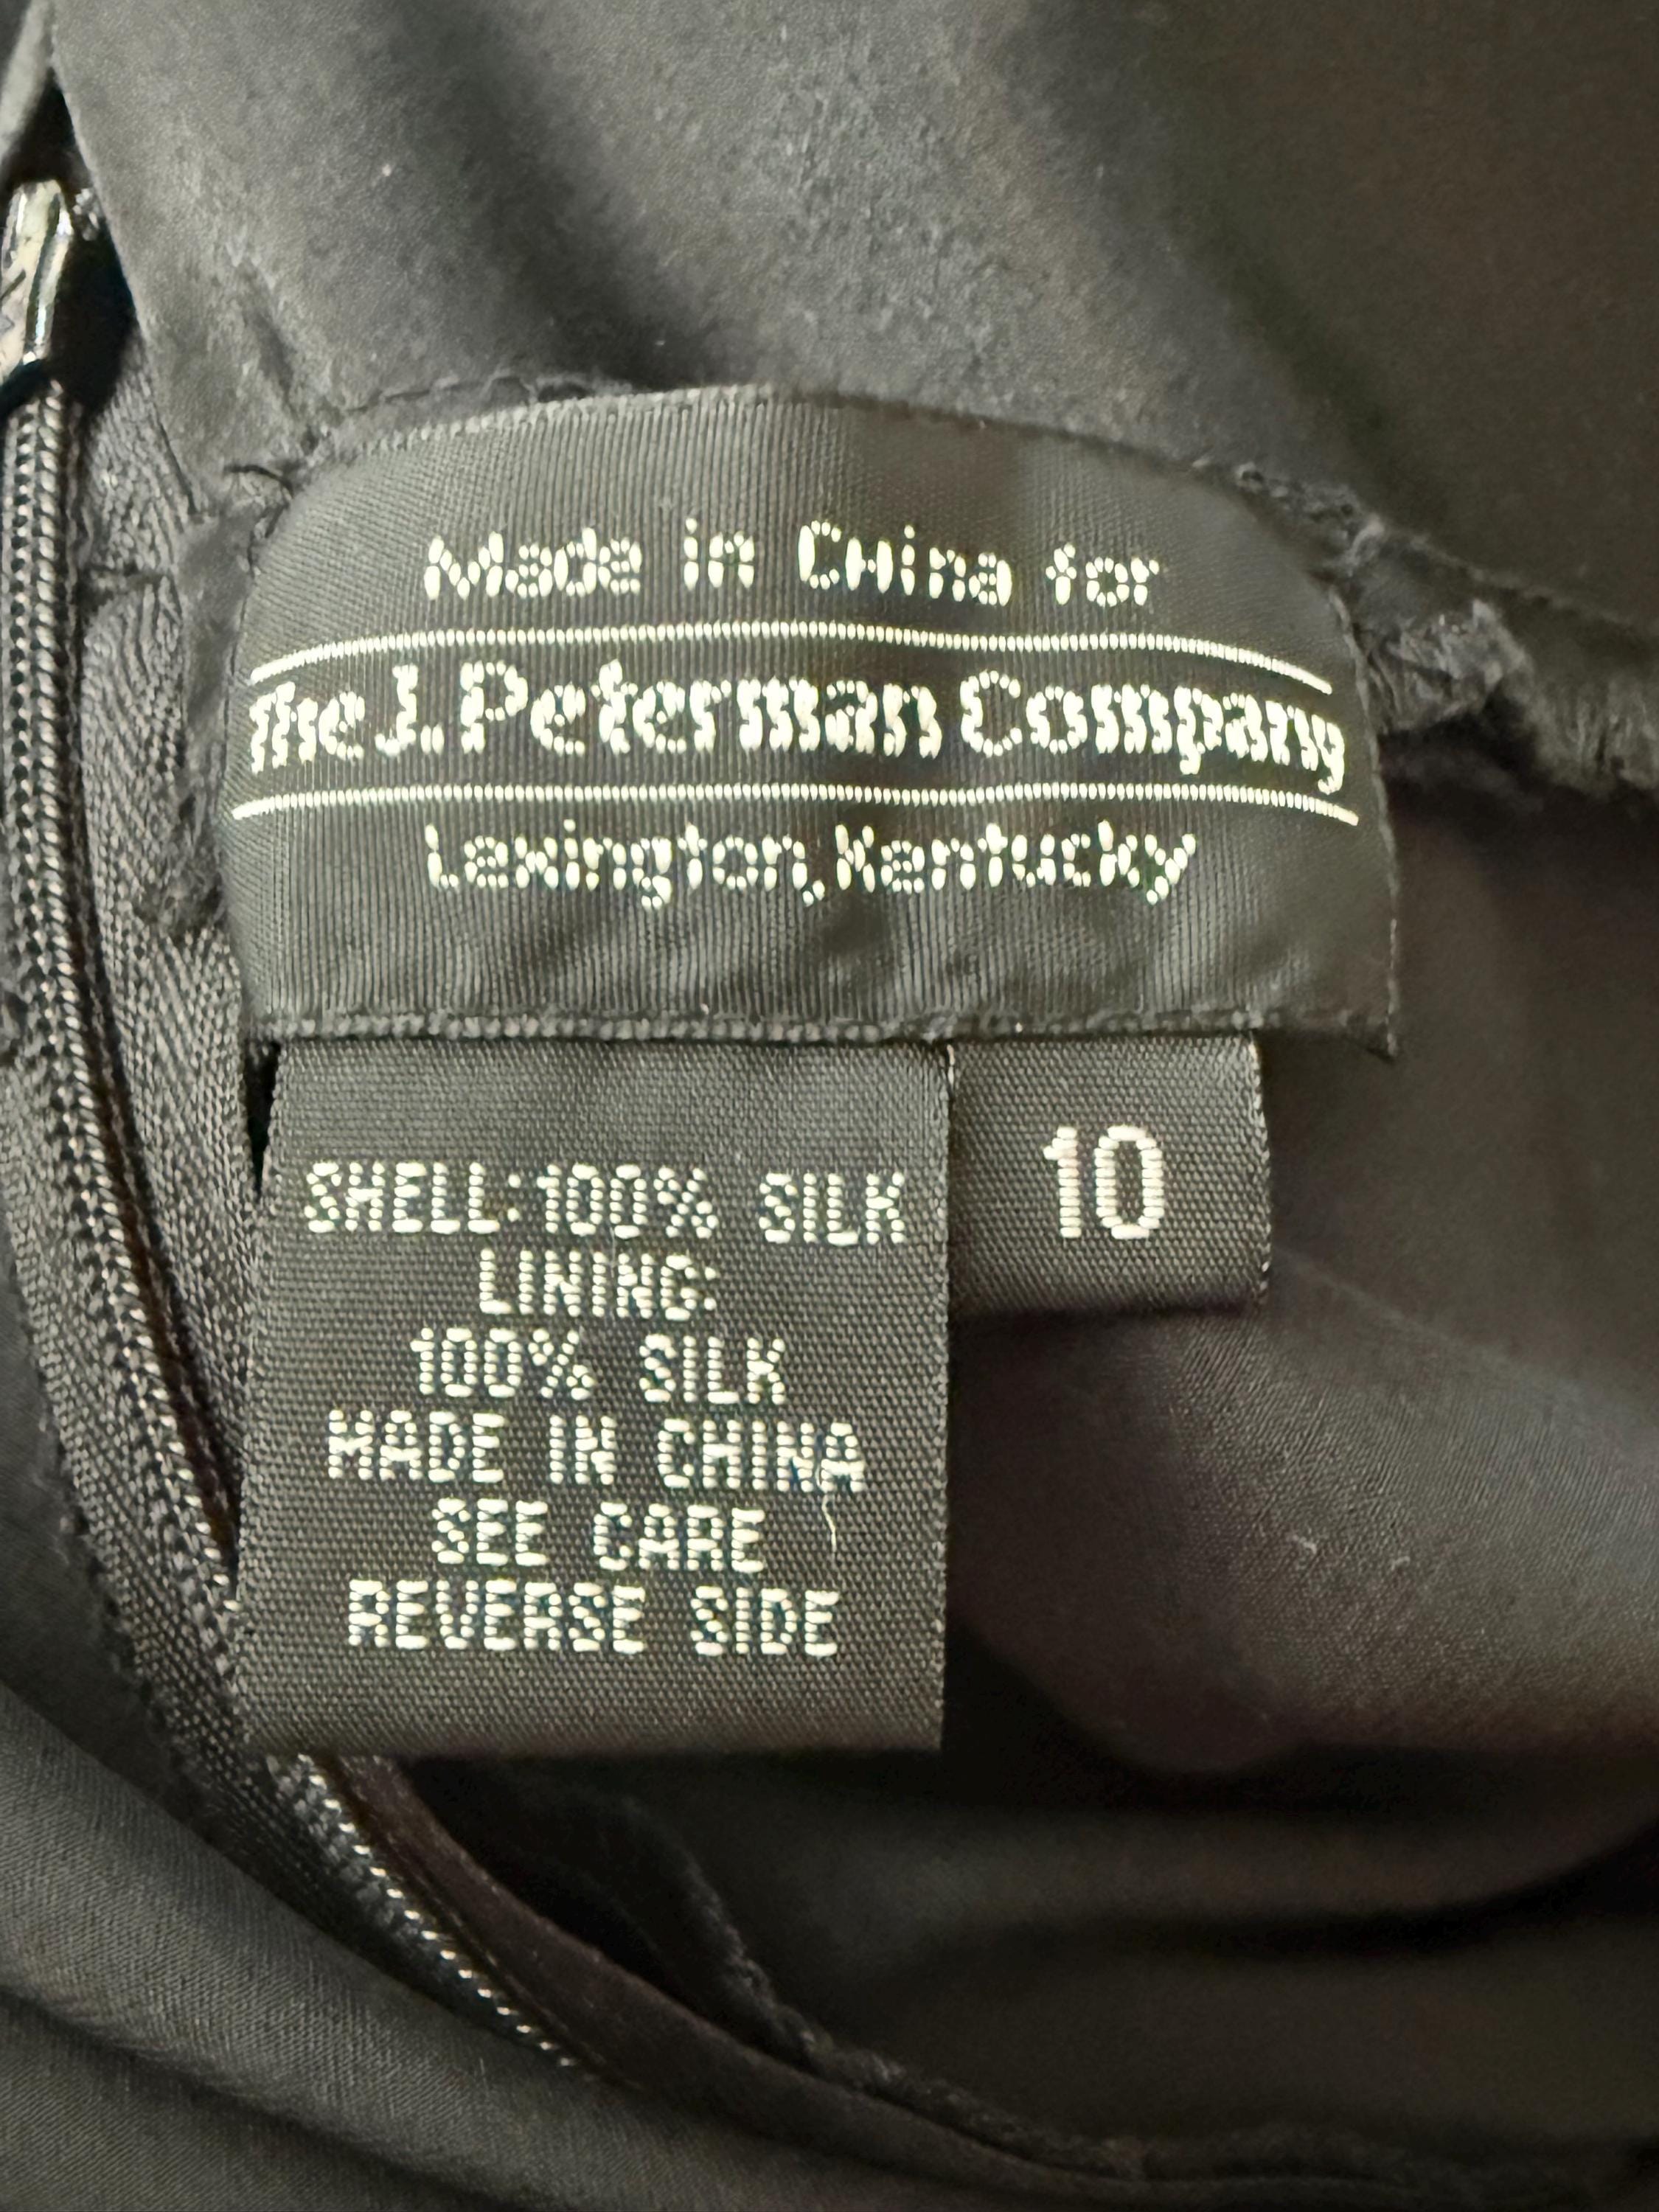 Made in China for
The J. Peterman Company
Lexington, Kentucky
10
SHELL:100% SILK
LINING:
100% SILK
MADE IN CHINA
SEE CARE
REVERSE SIDE